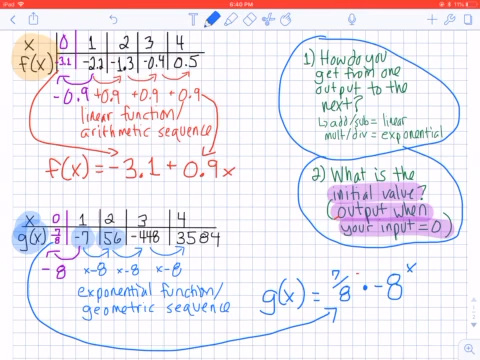 6:40 PM
11%
x 0 1 2 3 4
f(x) -3.1 -2.2 -1.3 -0.4 0.5
-0.9 +0.9 +0.9 +0.9
linear function/
arithmetic sequence
f(x) = -3.1 + 0.9x
x 0 1 2 3 4
g(x) 7/8 -7 56 -448 3584
-8 x-8 x-8 x-8
exponential function/
geometric sequence
1) How do you
get from one
output to the
next?
↳ add/sub = linear
mult/div = exponential
2) What is the
initial value?
(output when
your input = 0)
g(x) = 7/8 • -8^x